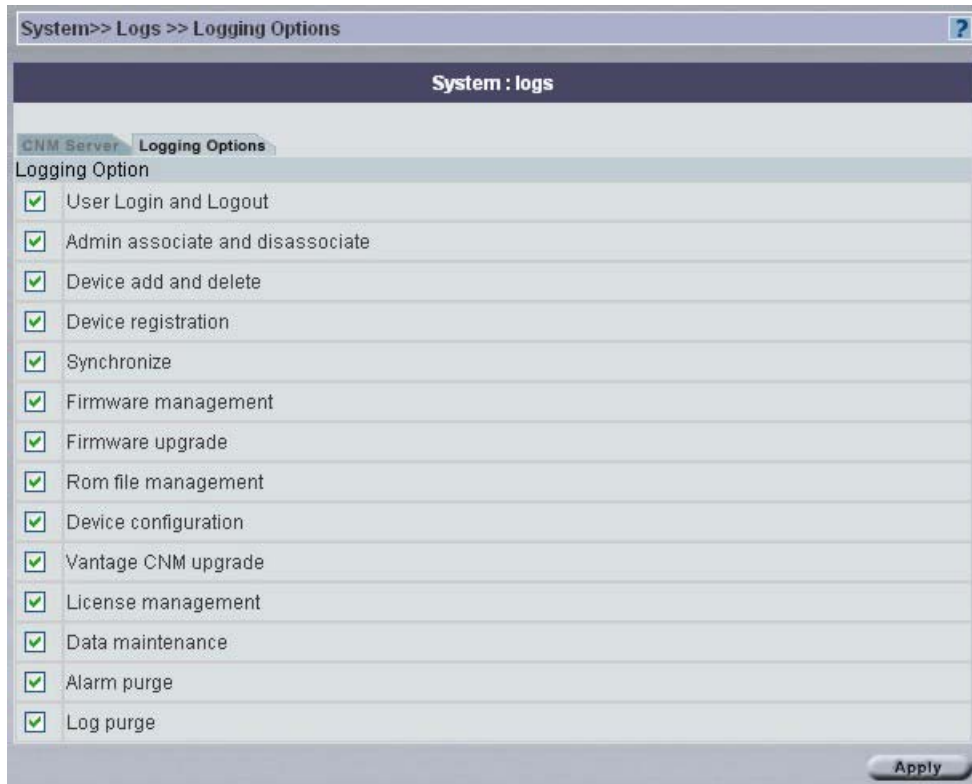 System>> Logs >> Logging Options
?
System : logs
CNM Server Logging Options
Logging Option
User Login and Logout
Admin associate and disassociate
Device add and delete
Device registration
Synchronize
Firmware management
Firmware upgrade
Rom file management
Device configuration
Vantage CNM upgrade
License management
Data maintenance
Alarm purge
Log purge
Apply